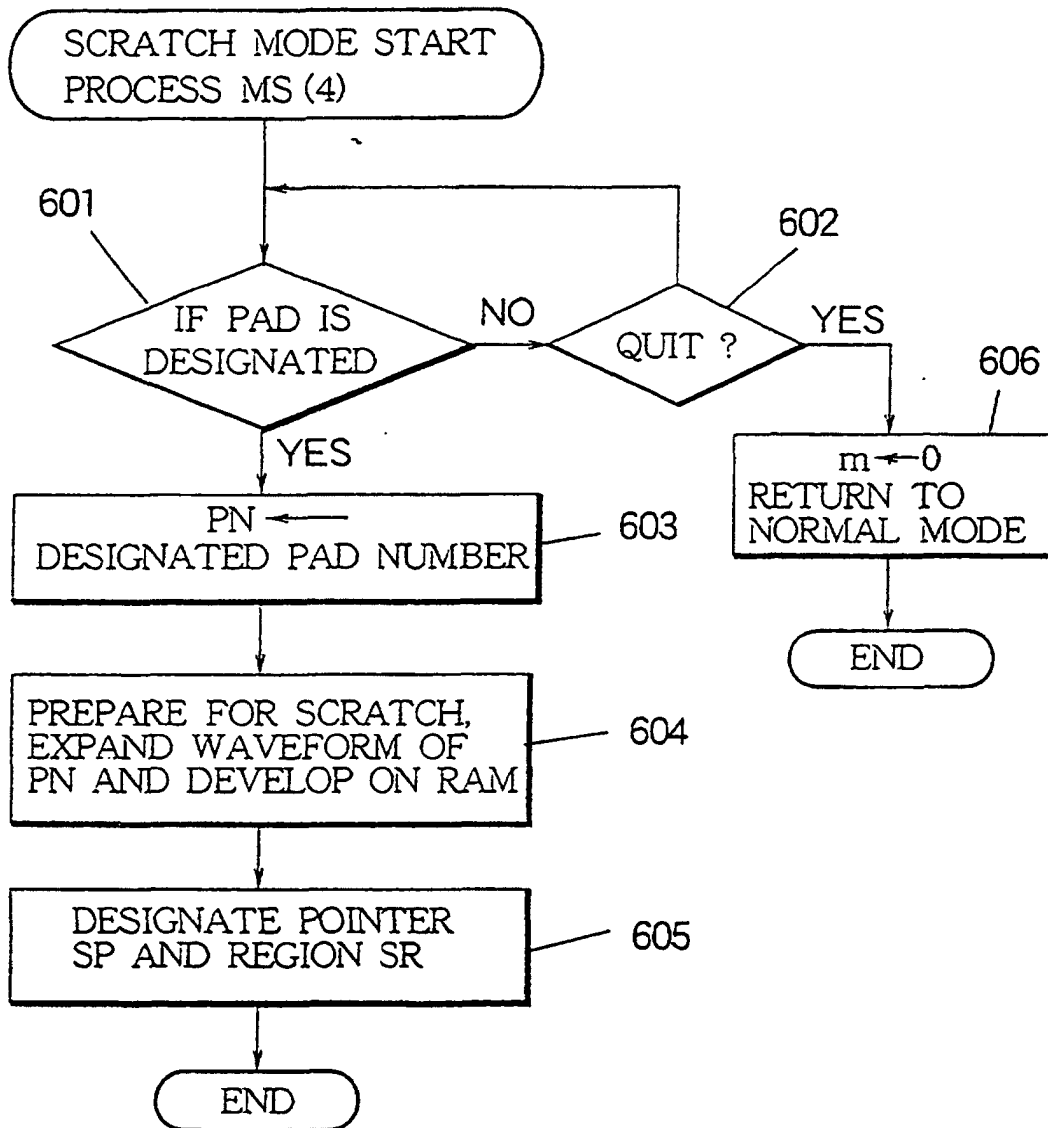 SCRATCH MODE START
PROCESS MS (4)
601
602
IF PAD IS
DESIGNATED
NO
QUIT ?
YES
606
YES
m ← 0
RETURN TO
NORMAL MODE
PN ←
DESIGNATED PAD NUMBER
603
END
PREPARE FOR SCRATCH,
EXPAND WAVEFORM OF
PN AND DEVELOP ON RAM
604
DESIGNATE POINTER
SP AND REGION SR
605
END